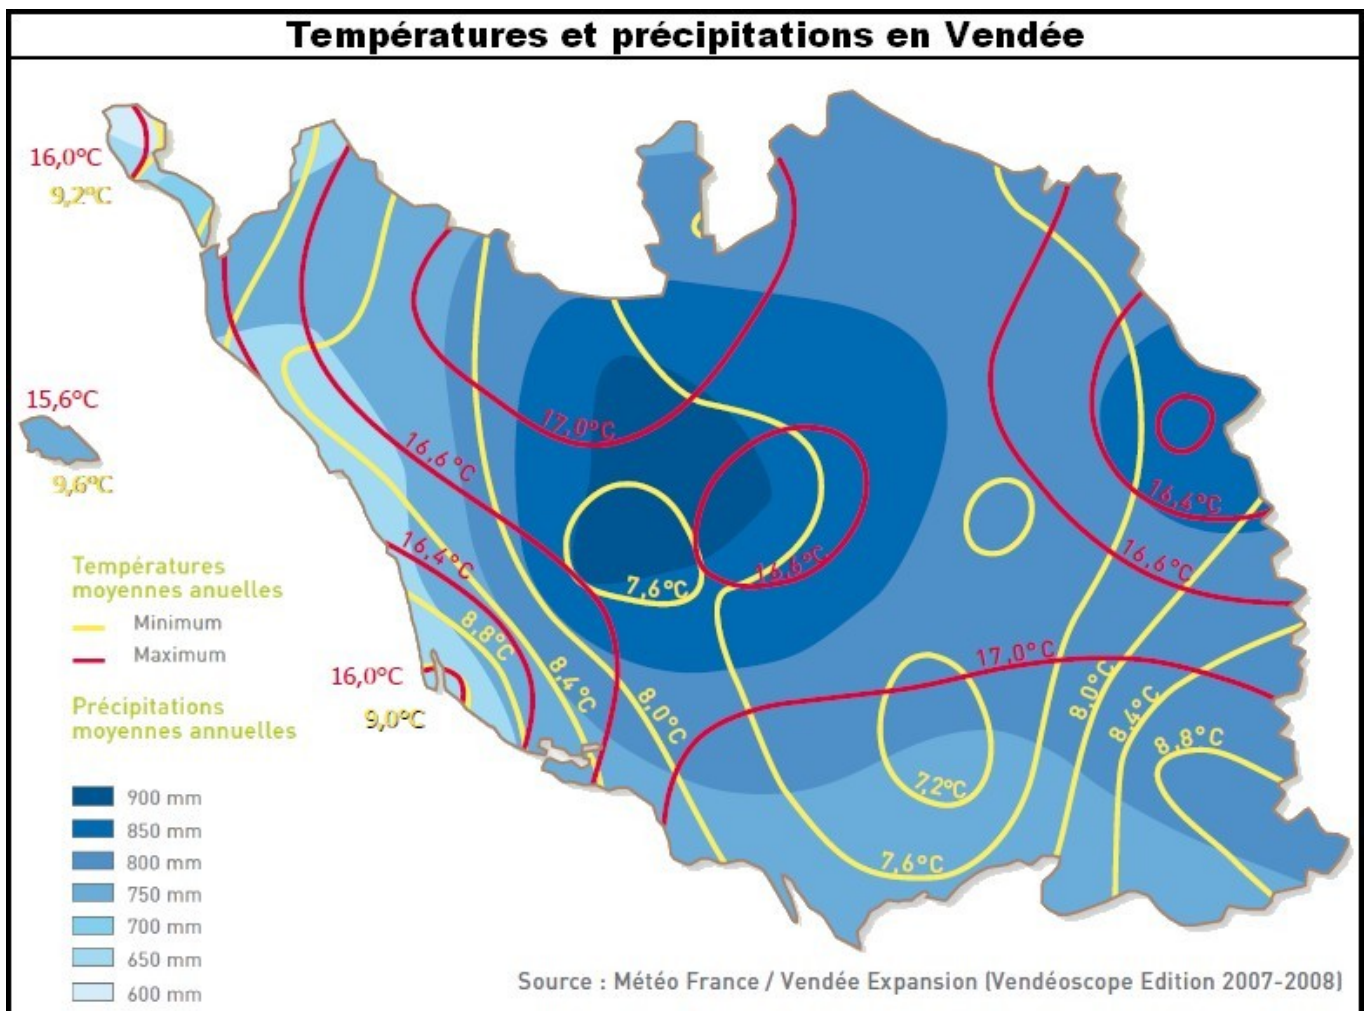 Températures et précipitations en Vendée
16,0°C
9,2°C
15,6°C
9,6°C
17,0°C
16,6°C
16,4°C
16,6°C
7,6°C
16,4°C
16,6°C
8,8°C
8,4°C
8,0°C
17,0°C
8,0°C
8,4°C
8,8°C
7,2°C
7,6°C
16,0°C
9,0°C
Températures
moyennes anuelles
Minimum
Maximum
Précipitations
moyennes annuelles
900 mm
850 mm
800 mm
750 mm
700 mm
650 mm
600 mm
Source : Météo France / Vendée Expansion (Vendéoscope Edition 2007-2008)